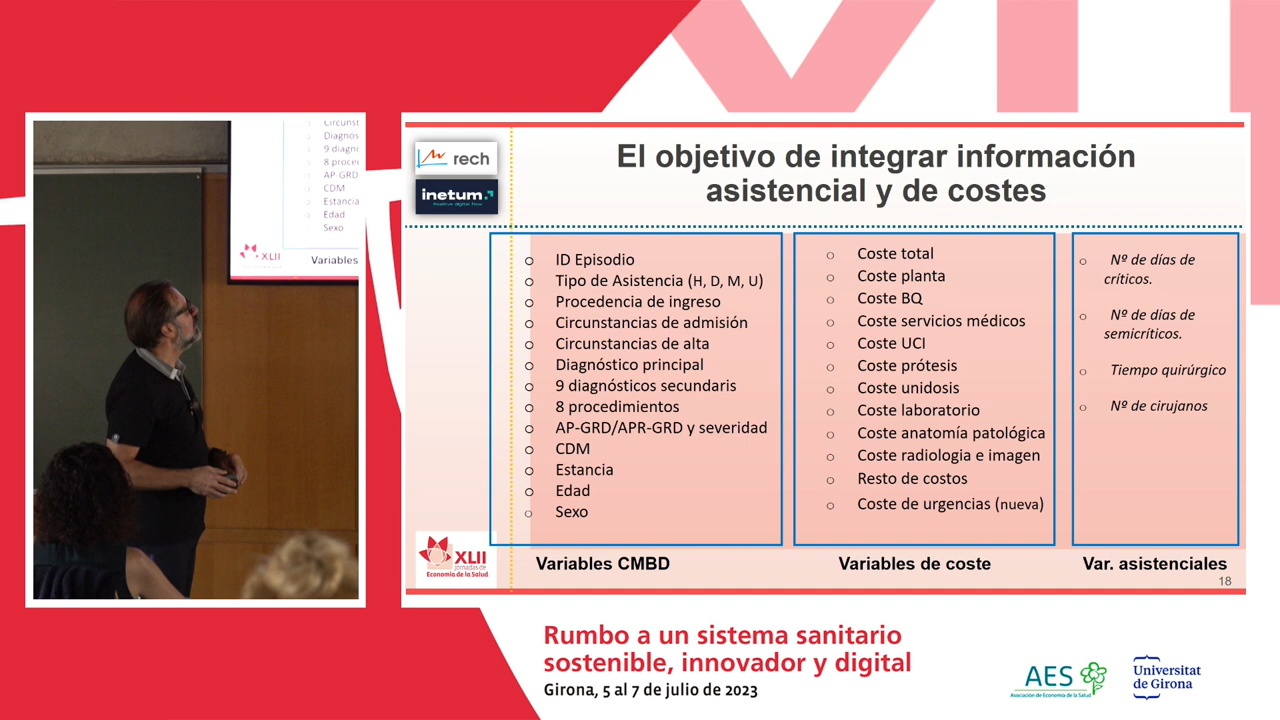 Circunst
Diagnos
9 diagn
8 proce
AP-GRD
CDM
Estancia
Edad
Sexo
XLII
Variables
rech
inetum.
El objetivo de integrar información
asistencial y de costes
ID Episodio
Tipo de Asistencia (H, D, M, U)
Procedencia de ingreso
Circunstancias de admisión
Circunstancias de alta
Diagnóstico principal
9 diagnósticos secundaris
8 procedimientos
AP-GRD/APR-GRD y severidad
CDM
Estancia
Edad
Sexo
Variables CMBD
Coste total
Coste planta
Coste BQ
Coste servicios médicos
Coste UCI
Coste prótesis
Coste unidosis
Coste laboratorio
Coste anatomía patológica
Coste radiologia e imagen
Resto de costos
Coste de urgencias (nueva)
Variables de coste
Nº de días de
críticos.
Nº de días de
semicríticos.
Tiempo quirúrgico
Nº de cirujanos
Var. asistenciales
18
XLII
Jornadas de
Economía de la Salud
Rumbo a un sistema sanitario
sostenible, innovador y digital
Girona, 5 al 7 de julio de 2023
AES
Asociación de Economía de la Salud
Universitat
de Girona